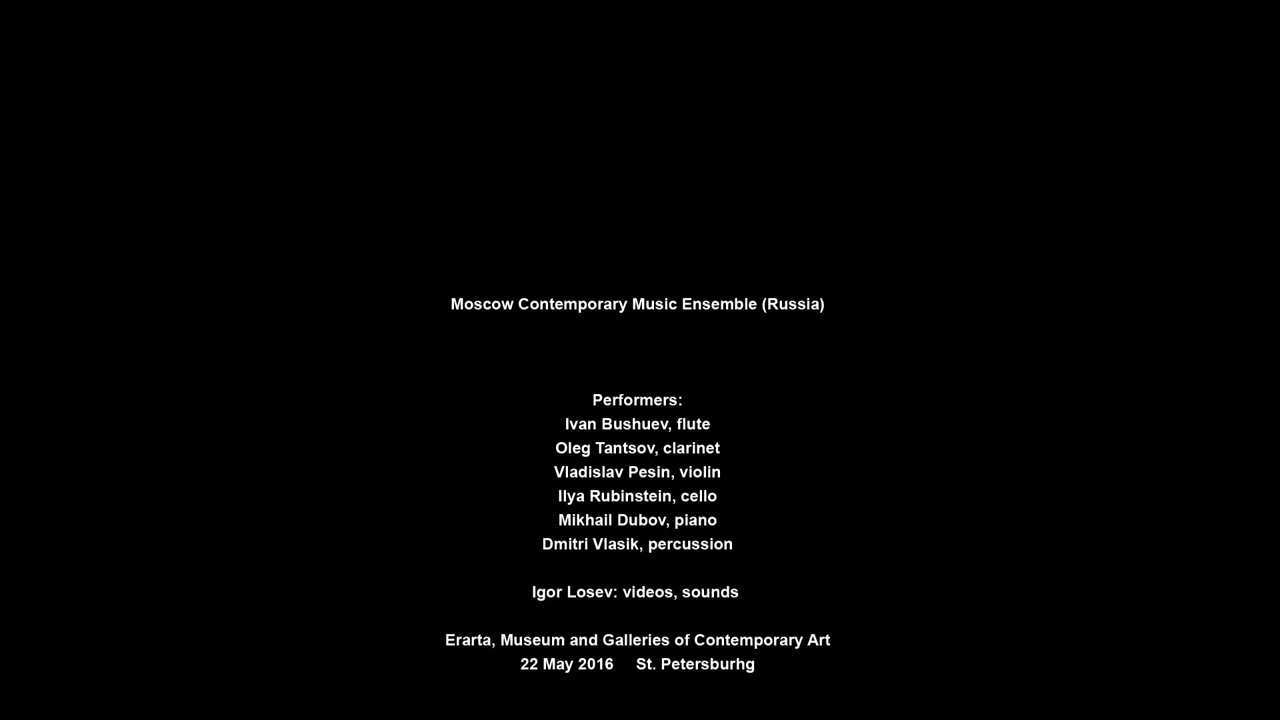 Moscow Contemporary Music Ensemble (Russia)
Performers:
Ivan Bushuev, flute
Oleg Tantsov, clarinet
Vladislav Pesin, violin
Ilya Rubinstein, cello
Mikhail Dubov, piano
Dmitri Vlasik, percussion
Igor Losev: videos, sounds
Erarta, Museum and Galleries of Contemporary Art
22 May 2016 St. Petersburhg